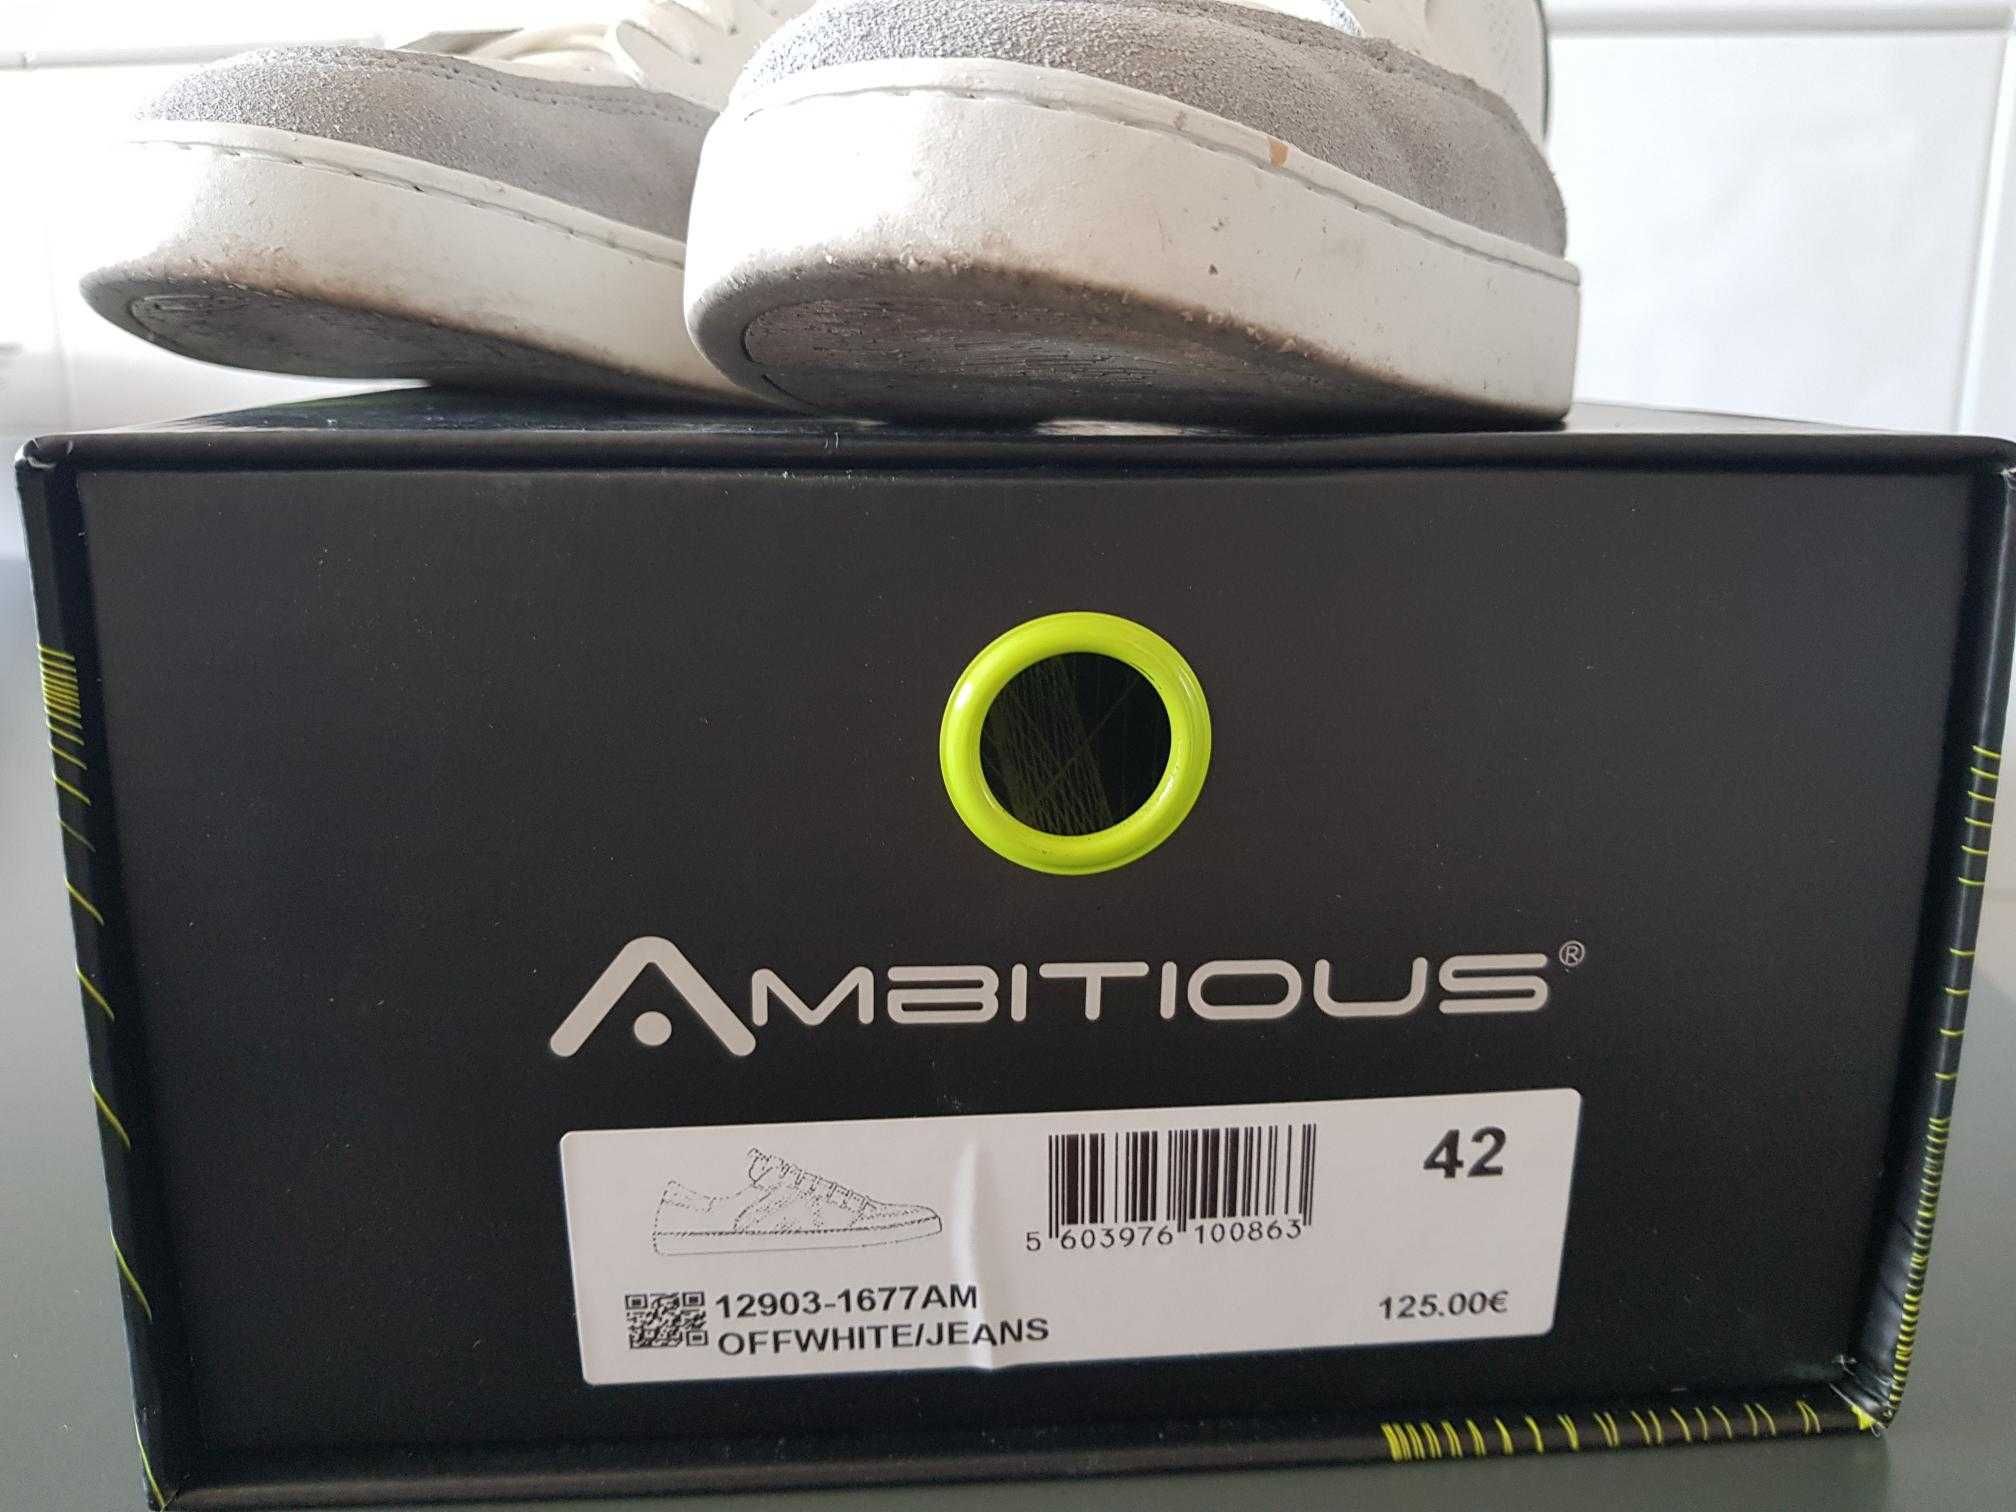 AMBITIOUS®
42
5 603976 100863
12903-1677AM
OFFWHITE/JEANS
125.00€